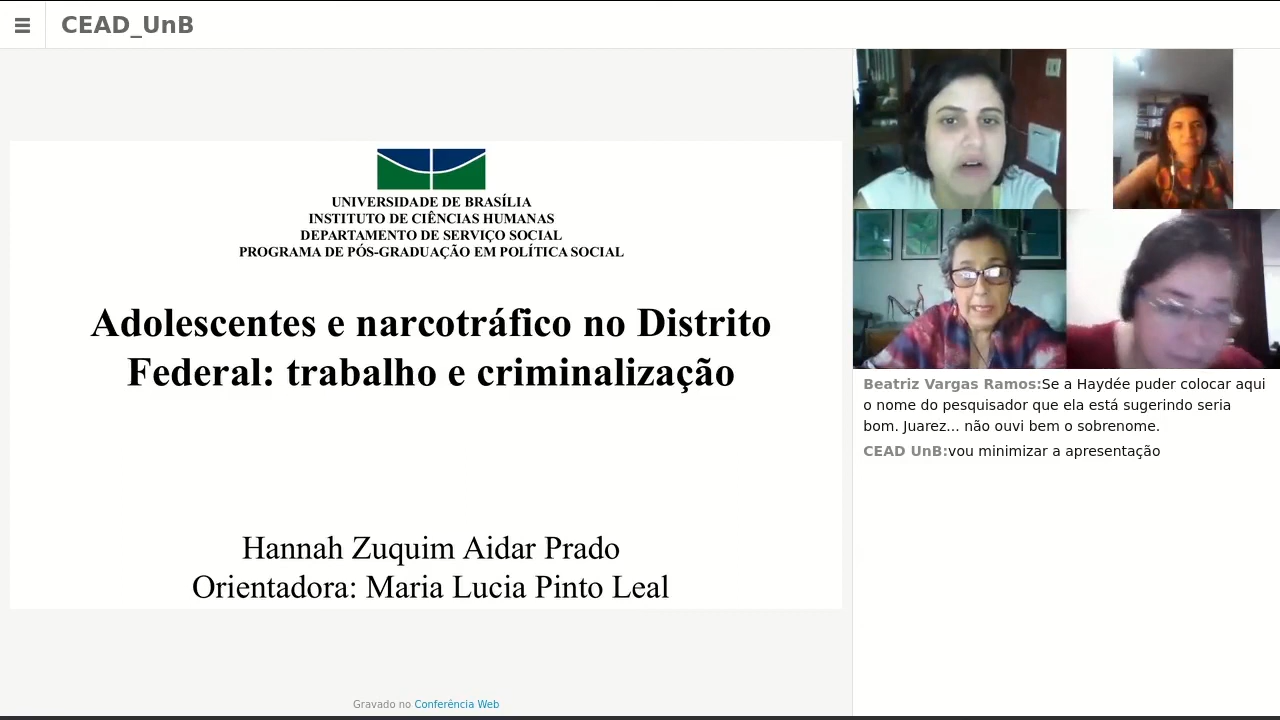 CEAD_UnB
UNIVERSIDADE DE BRASÍLIA
INSTITUTO DE CIÊNCIAS HUMANAS
DEPARTAMENTO DE SERVIÇO SOCIAL
PROGRAMA DE PÓS-GRADUAÇÃO EM POLÍTICA SOCIAL
Adolescentes e narcotráfico no Distrito
Federal: trabalho e criminalização
Hannah Zuquim Aidar Prado
Orientadora: Maria Lucia Pinto Leal
Beatriz Vargas Ramos:Se a Haydée puder colocar aqui
o nome do pesquisador que ela está sugerindo seria
bom. Juarez... não ouvi bem o sobrenome.
CEAD UnB:vou minimizar a apresentação
Gravado no Conferência Web